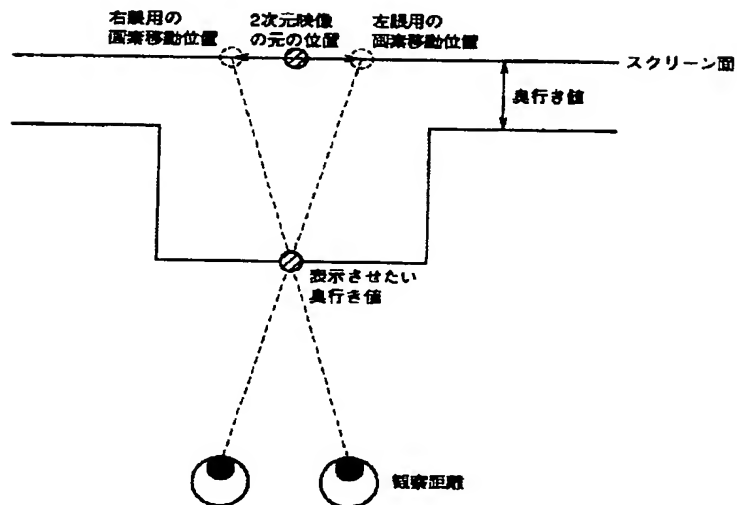 右眼用の
画素移動位置
2次元映像
の元の位置
左眼用の
画素移動位置
スクリーン面
奥行き値
表示させたい
奥行き値
観察距離